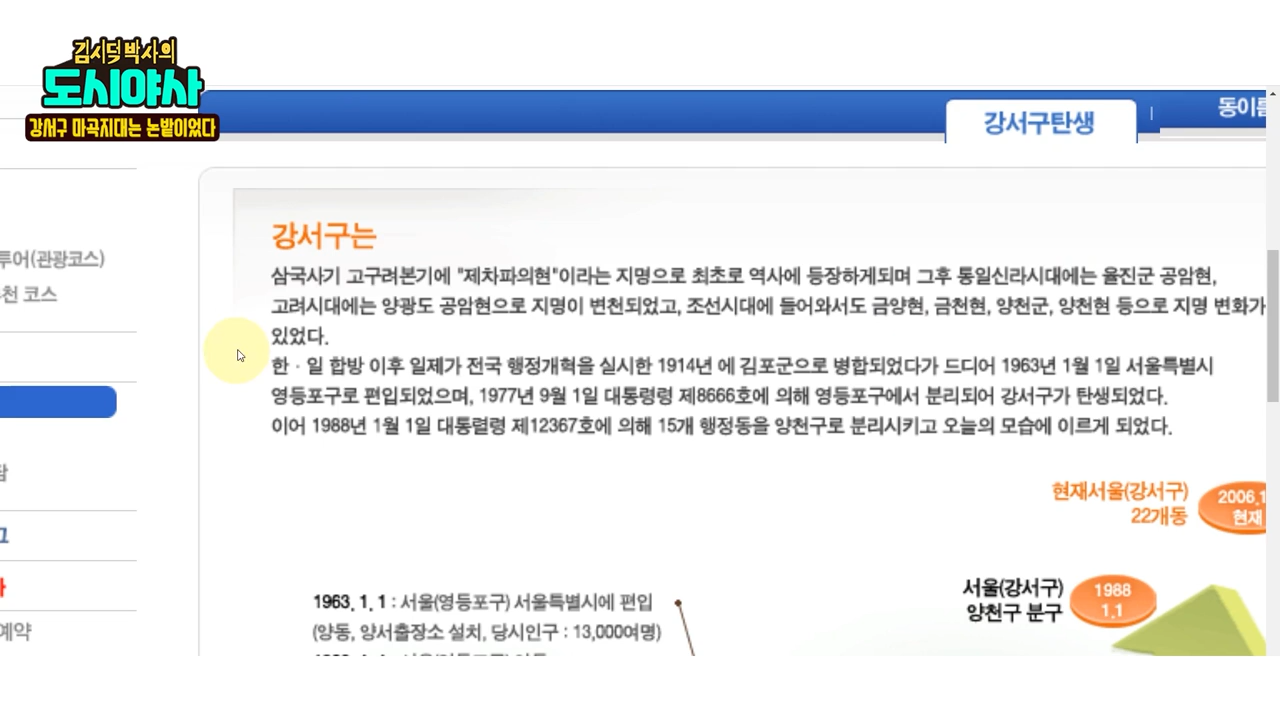 김시덕 박사의
도시야사
강서구 마곡지대는 논밭이었다
강서구탄생
동이름
강서구는
삼국사기 고구려본기에 "제차파의현"이라는 지명으로 최초로 역사에 등장하게되며 그후 통일신라시대에는 율진군 공암현,
고려시대에는 양광도 공암현으로 지명이 변천되었고, 조선시대에 들어와서도 금양현, 금천현, 양천군, 양천현 등으로 지명 변화가
있었다.
한 · 일 합방 이후 일제가 전국 행정개혁을 실시한 1914년 에 김포군으로 병합되었다가 드디어 1963년 1월 1일 서울특별시
영등포구로 편입되었으며, 1977년 9월 1일 대통령령 제8666호에 의해 영등포구에서 분리되어 강서구가 탄생되었다.
이어 1988년 1월 1일 대통렬령 제12367호에 의해 15개 행정동을 양천구로 분리시키고 오늘의 모습에 이르게 되었다.
투어(관광코스)
천 코스
예약
현재서울(강서구)
22개동
2006.1
현재
서울(강서구)
양천구 분구
1988
1.1
1963. 1. 1 : 서울(영등포구) 서울특별시에 편입
(양동, 양서출장소 설치, 당시인구 : 13,000여명)